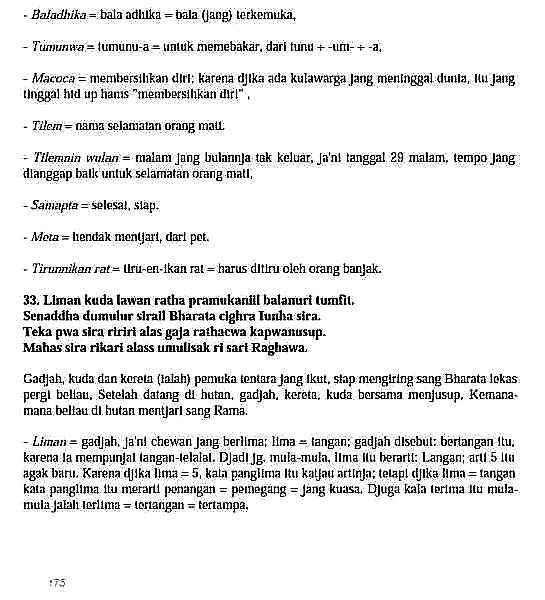 - Baladhika = bala adhika = bala (jang) terkemuka,
- Tumunwa = tumunu-a = untuk memebakar, dari tunu + -um- + -a,
- Macoca = membersihkan diri; karena djika ada kulawarga jang meninggal dunia, itu jang
tinggal hid up hams "membersihkan diri" ,
- Tilem = nama selamatan orang mati.
- Tilemnin wulan = malam jang bulannja tak keluar, ja'ni tanggal 29 malam, tempo jang
dianggap baik untuk selamatan orang mati,
- Samapta = selesai, siap.
- Meta = hendak mentjari, dari pet.
- Tirunnikan rat = tiru-en-ikan rat = harus ditiru oleh orang banjak.
33. Liman kuda lawan ratha pramukaniii balanuri tumfit.
Senaddha dumulur sirail Bharata cighra Iunha sira.
Teka pwa sira ririri alas gaja rathacwa kapwanusup.
Mahas sira rikari alass umulisak ri sari Raghawa.
Gadjah, kuda dan kereta (ialah) pemuka tentara jang ikut, siap mengiring sang Bharata lekas
pergi beliau, Setelah datang di hutan, gadjah, kereta, kuda bersama menjusup, Kemana-
mana beliau di hutan mentjari sang Rama.
- Liman = gadjah, ja'ni chewan jang berlima; lima = tangan; gadjah disebut: bertangan itu,
karena ia mempunjai tangan-telalai. Djadi jg. mula-mula, lima itu berarti: Langan; arti 5 itu
agak baru. Karena djika lima = 5, kata panglima itu katjau artinja; tetapi djika lima = tangan
kata panglima itu merarti penangan = pemegang = jang kuasa. Djuga kata terima itu mula-
mula jalah terlima = tertangan = tertampa.
175